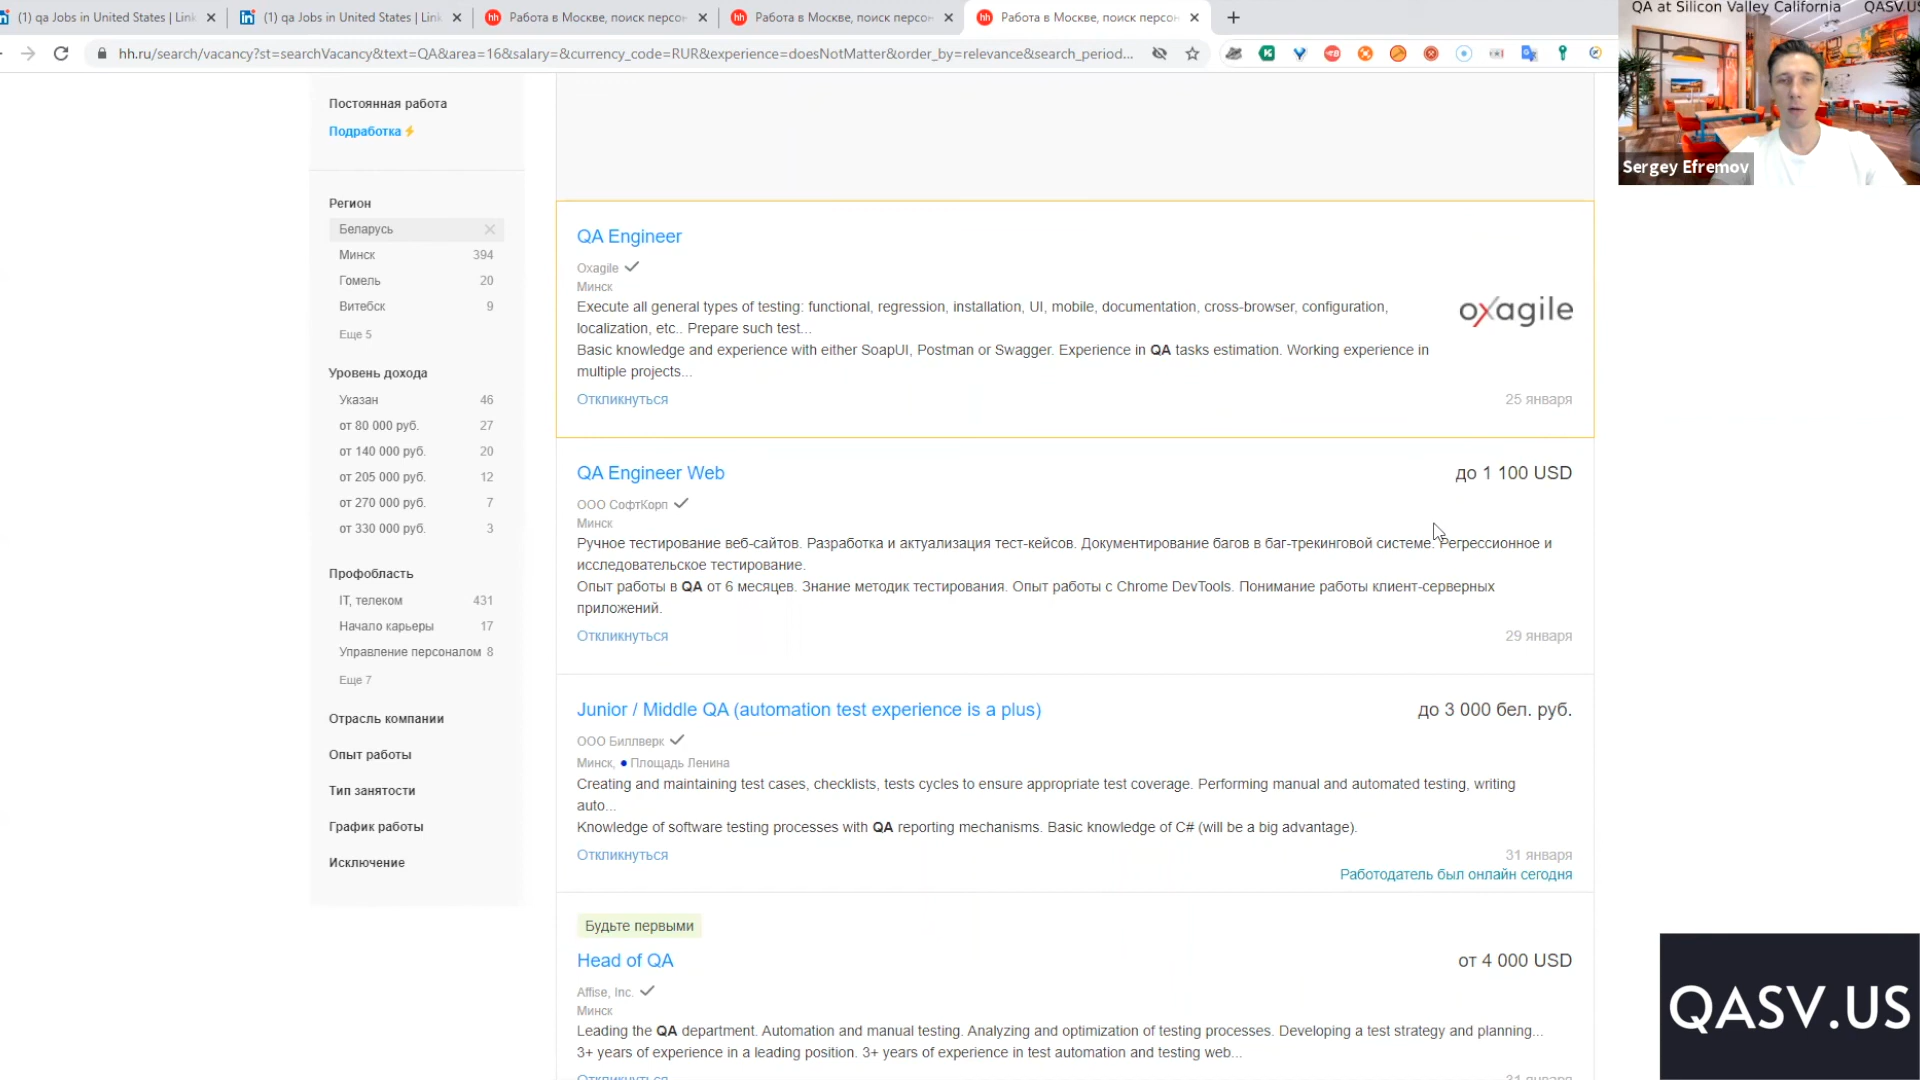 (1) qa Jobs in United States | Link
(1) qa Jobs in United States | Link
Работа в Москве, поиск персон
Работа в Москве, поиск персон
Работа в Москве, поиск персон
hh.ru/search/vacancy?st=searchVacancy&text=QA&area=16&salary=&currency_code=RUR&experience=doesNotMatter&order_by=relevance&search_period...
QA at Silicon Valley California QASV.US
Sergey Efremov
Постоянная работа
Подработка
Регион
Беларусь
Минск 394
Гомель 20
Витебск 9
Еще 5
Уровень дохода
Указан 46
от 80 000 руб. 27
от 140 000 руб. 20
от 205 000 руб. 12
от 270 000 руб. 7
от 330 000 руб. 3
Профобласть
IT, телеком 431
Начало карьеры 17
Управление персоналом 8
Еще 7
Отрасль компании
Опыт работы
Тип занятости
График работы
Исключение
QA Engineer
Oxagile
Минск
Execute all general types of testing: functional, regression, installation, UI, mobile, documentation, cross-browser, configuration,
localization, etc.. Prepare such test...
Basic knowledge and experience with either SoapUI, Postman or Swagger. Experience in QA tasks estimation. Working experience in
multiple projects...
Откликнуться
25 января
oxagile
QA Engineer Web
до 1 100 USD
ООО СофтКорп
Минск
Ручное тестирование веб-сайтов. Разработка и актуализация тест-кейсов. Документирование багов в баг-трекинговой системе. Регрессионное и
исследовательское тестирование.
Опыт работы в QA от 6 месяцев. Знание методик тестирования. Опыт работы с Chrome DevTools. Понимание работы клиент-серверных
приложений.
Откликнуться
29 января
Junior / Middle QA (automation test experience is a plus)
до 3 000 бел. руб.
ООО Биллверк
Минск, Площадь Ленина
Creating and maintaining test cases, checklists, tests cycles to ensure appropriate test coverage. Performing manual and automated testing, writing
auto...
Knowledge of software testing processes with QA reporting mechanisms. Basic knowledge of C# (will be a big advantage).
Откликнуться
31 января
Работодатель был онлайн сегодня
Будьте первыми
Head of QA
от 4 000 USD
Affise, Inc.
Минск
Leading the QA department. Automation and manual testing. Analyzing and optimization of testing processes. Developing a test strategy and planning...
3+ years of experience in a leading position. 3+ years of experience in test automation and testing web...
Откликнуться
31 января
QASV.US